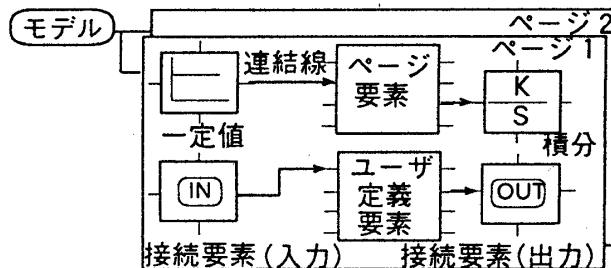 モデル
ページ2
ページ1
連結線
ページ
要素
K
S
一定値
積分
IN
ユーザ
定義
要素
OUT
接続要素(入力)
接続要素(出力)